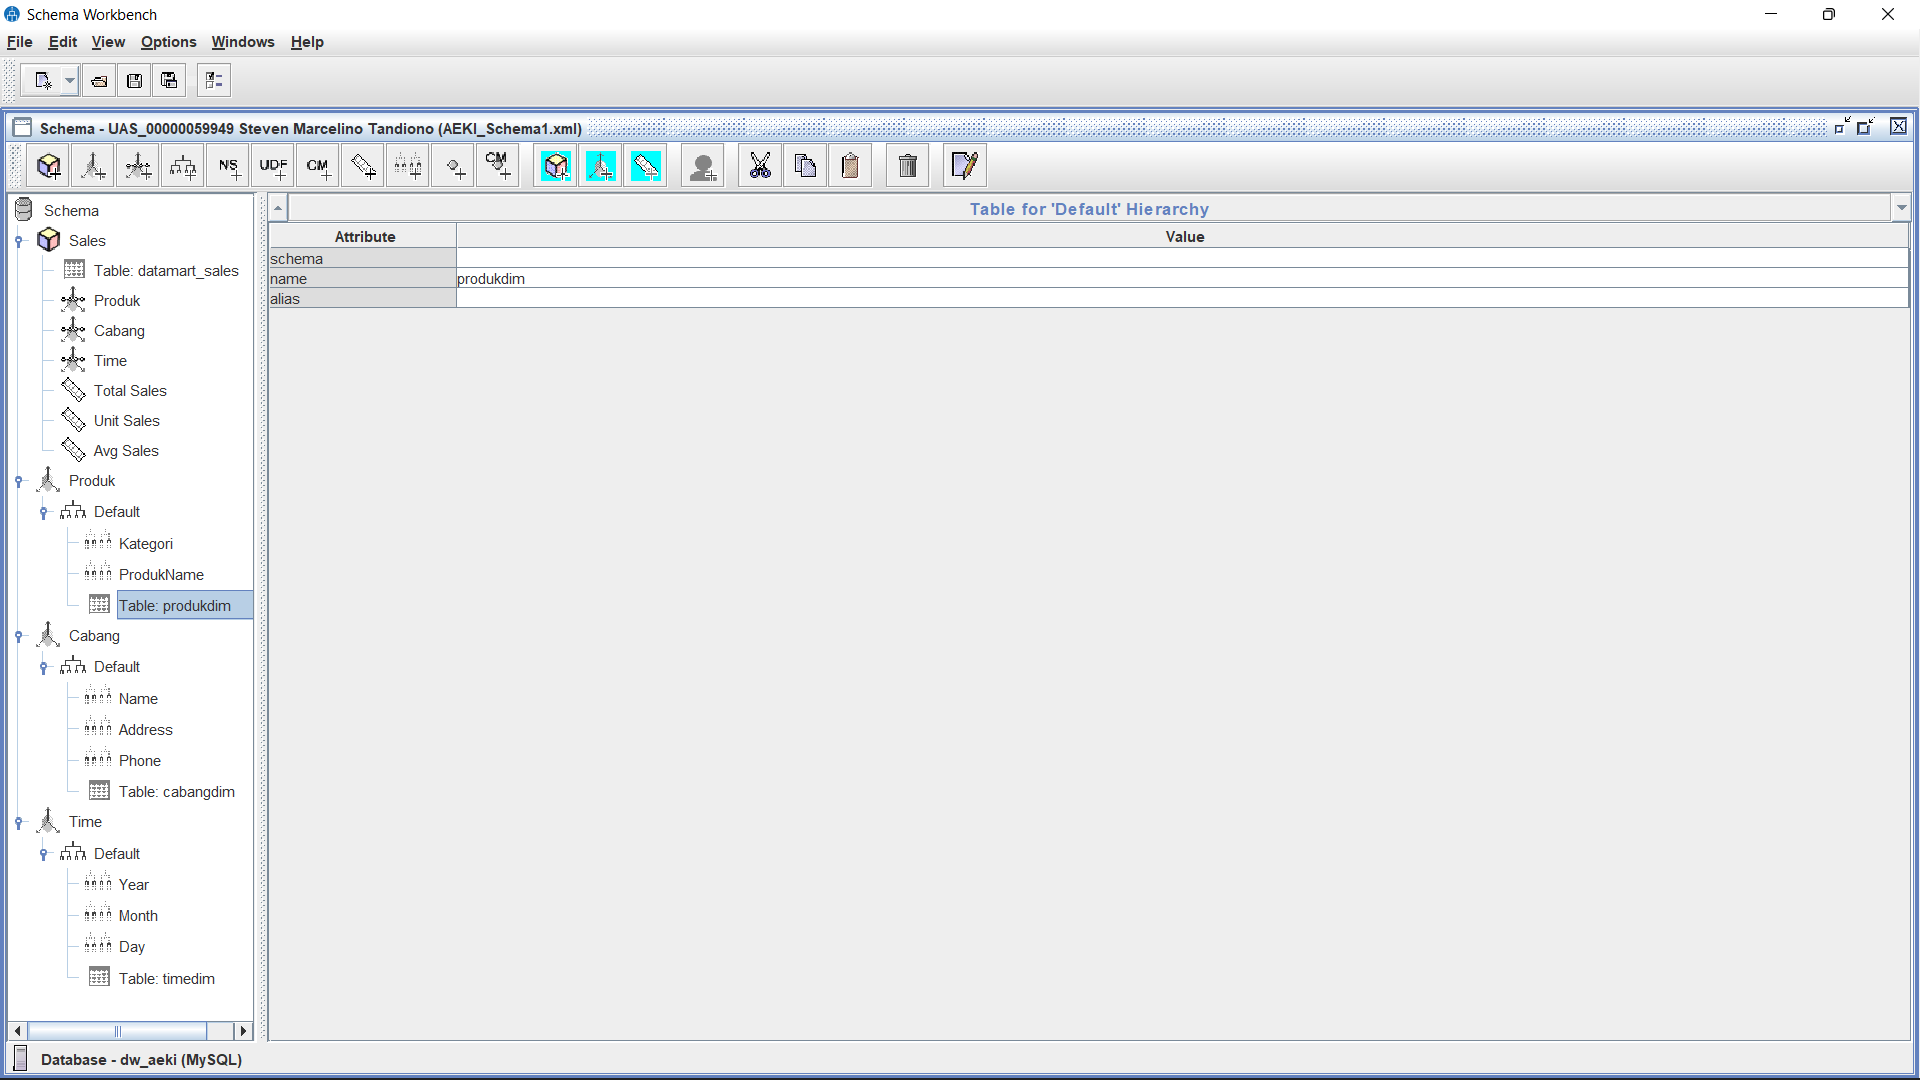 Schema Workbench
File Edit View Options Windows Help
Schema - UAS_00000059949 Steven Marcelino Tandiono (AEKI_Schema1.xml)
NS UDF CM CM
Schema
Sales
Table: datamart_sales
Produk
Cabang
Time
Total Sales
Unit Sales
Avg Sales
Produk
Default
Kategori
ProdukName
Table: produkdim
Cabang
Default
Name
Address
Phone
Table: cabangdim
Time
Default
Year
Month
Day
Table: timedim
Table for 'Default' Hierarchy
Attribute Value
schema
name produkdim
alias
Database - dw_aeki (MySQL)